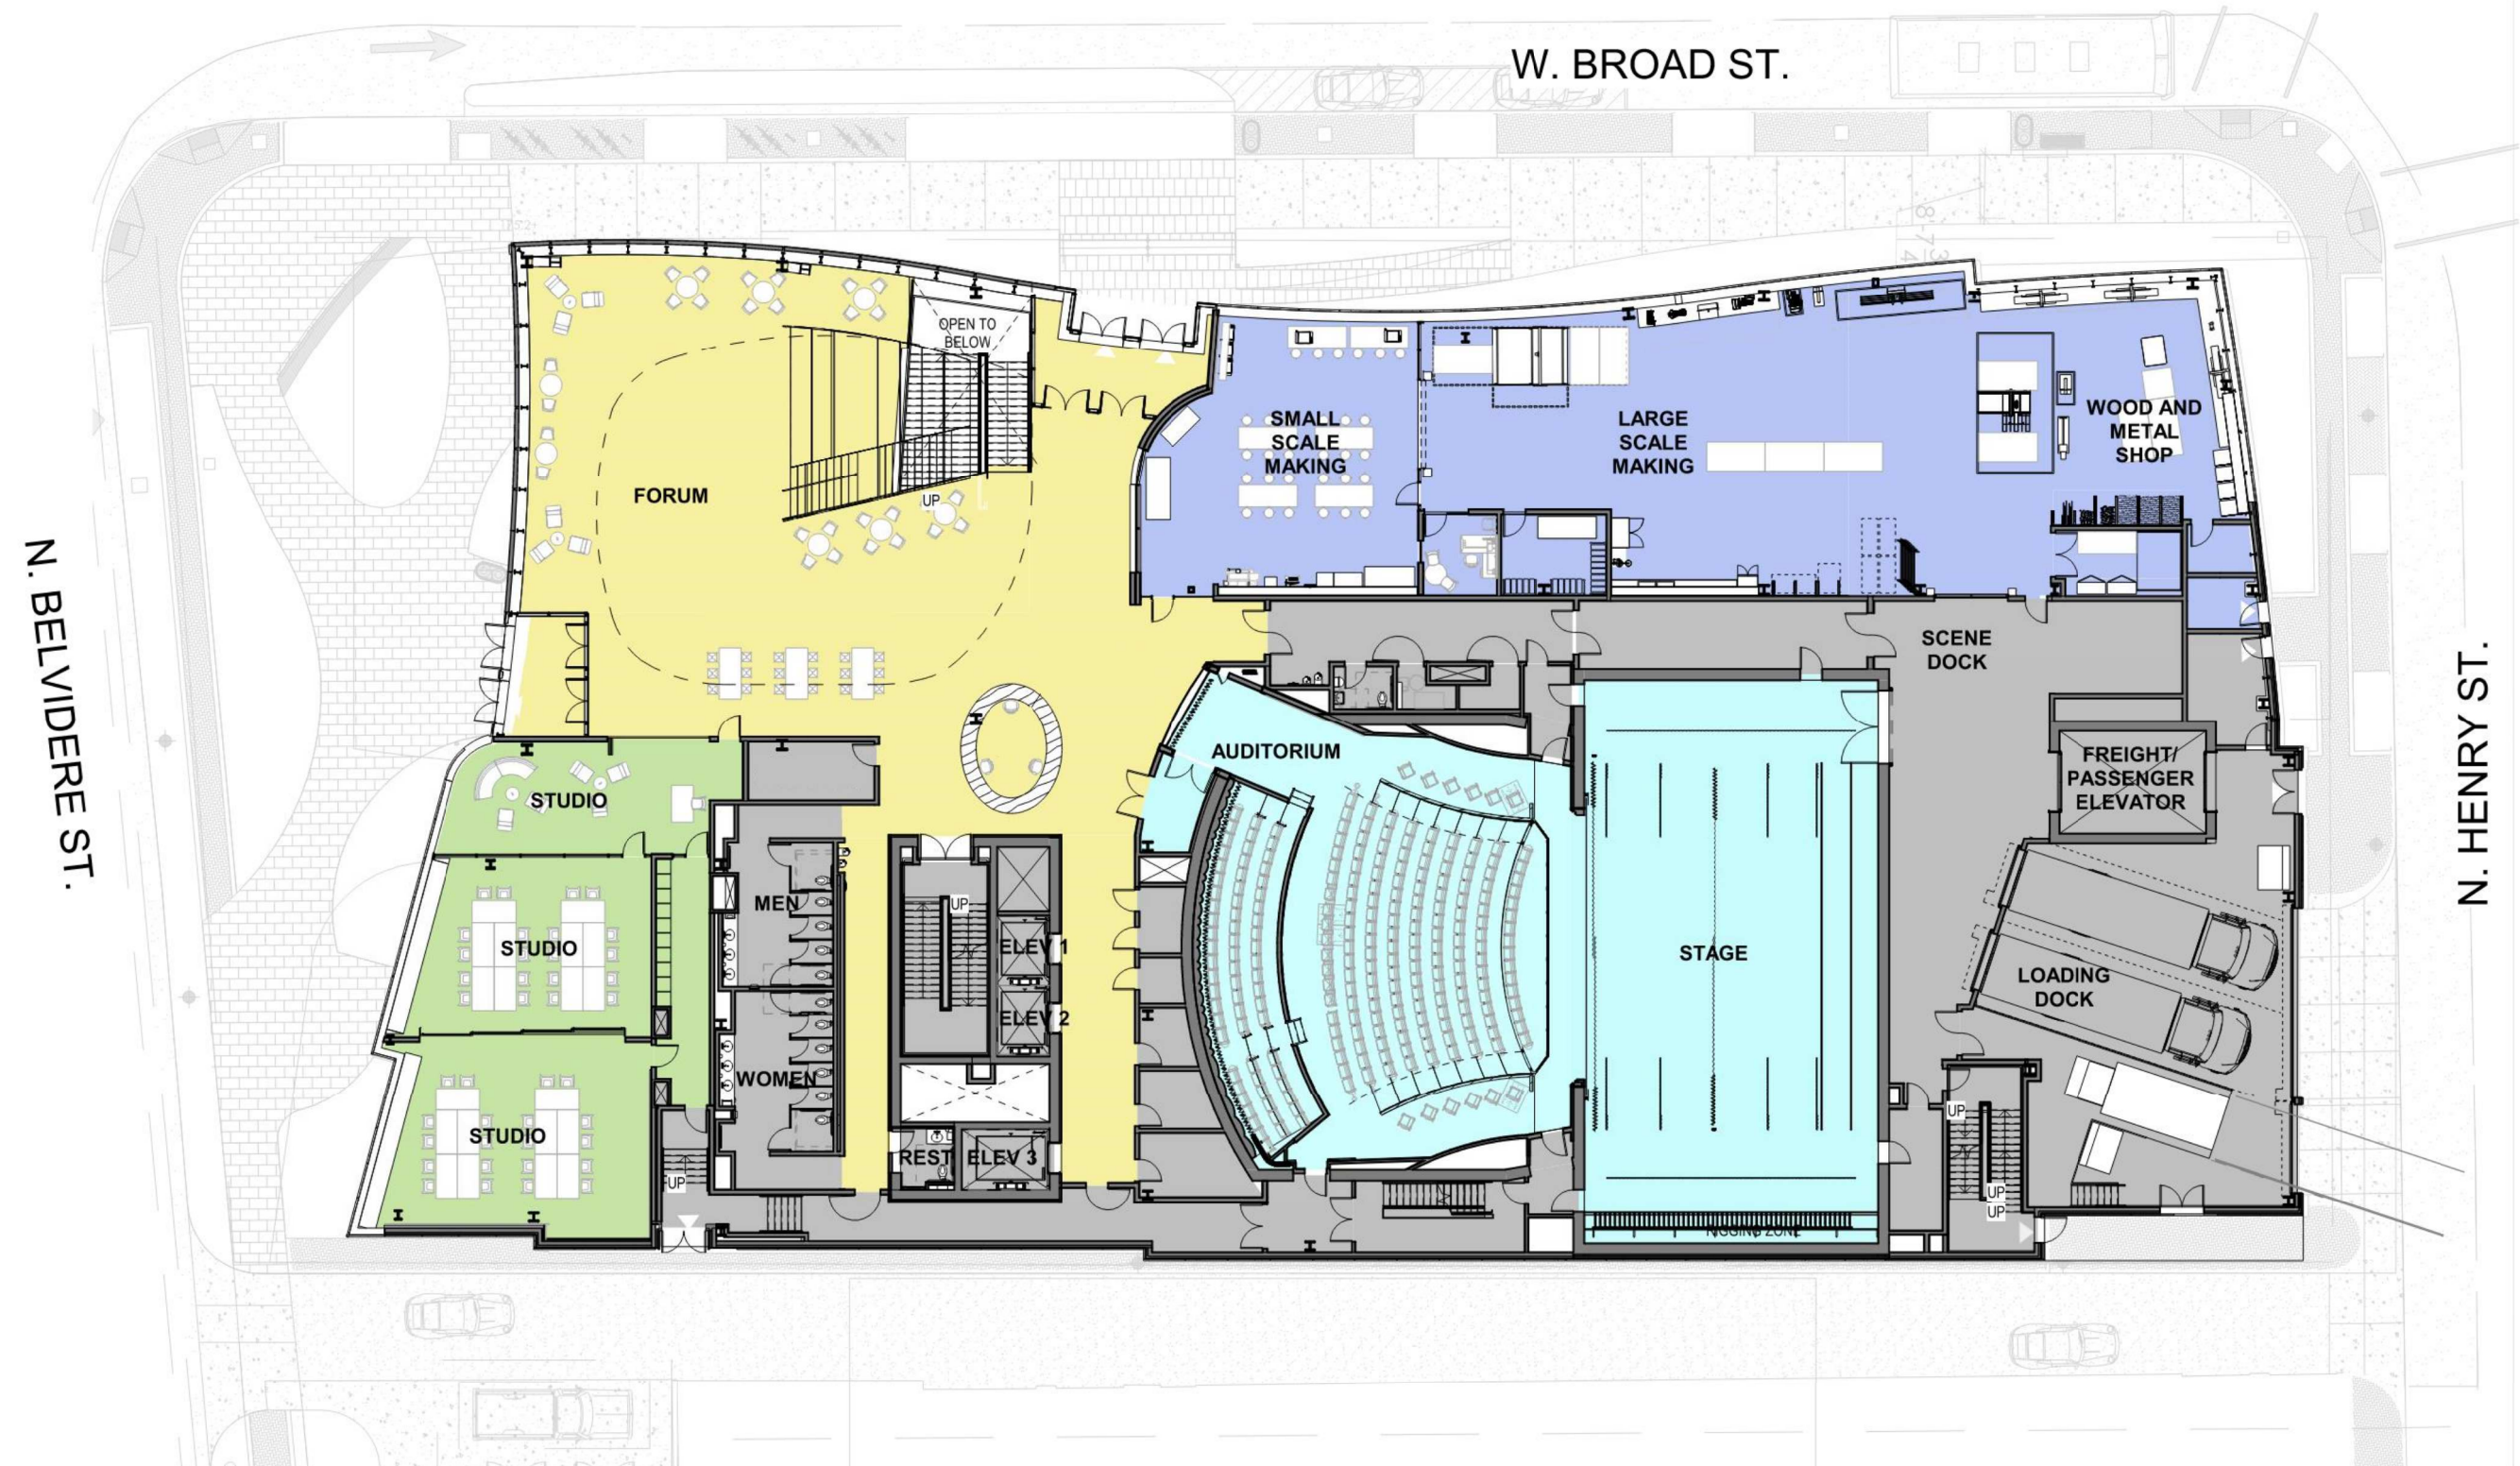 W. BROAD ST.
N. BELVIDERE ST.
N. HENRY ST.
OPEN TO
BELOW
FORUM
UP
SMALL
SCALE
MAKING
LARGE
SCALE
MAKING
WOOD AND
METAL
SHOP
SCENE
DOCK
AUDITORIUM
FREIGHT/
PASSENGER
ELEVATOR
STUDIO
MEN
UP
ELEV 1
STUDIO
STAGE
LOADING
DOCK
ELEV 2
WOMEN
UP
STUDIO
REST
ELEV 3
UP
UP
UP
RIGGING ZONE